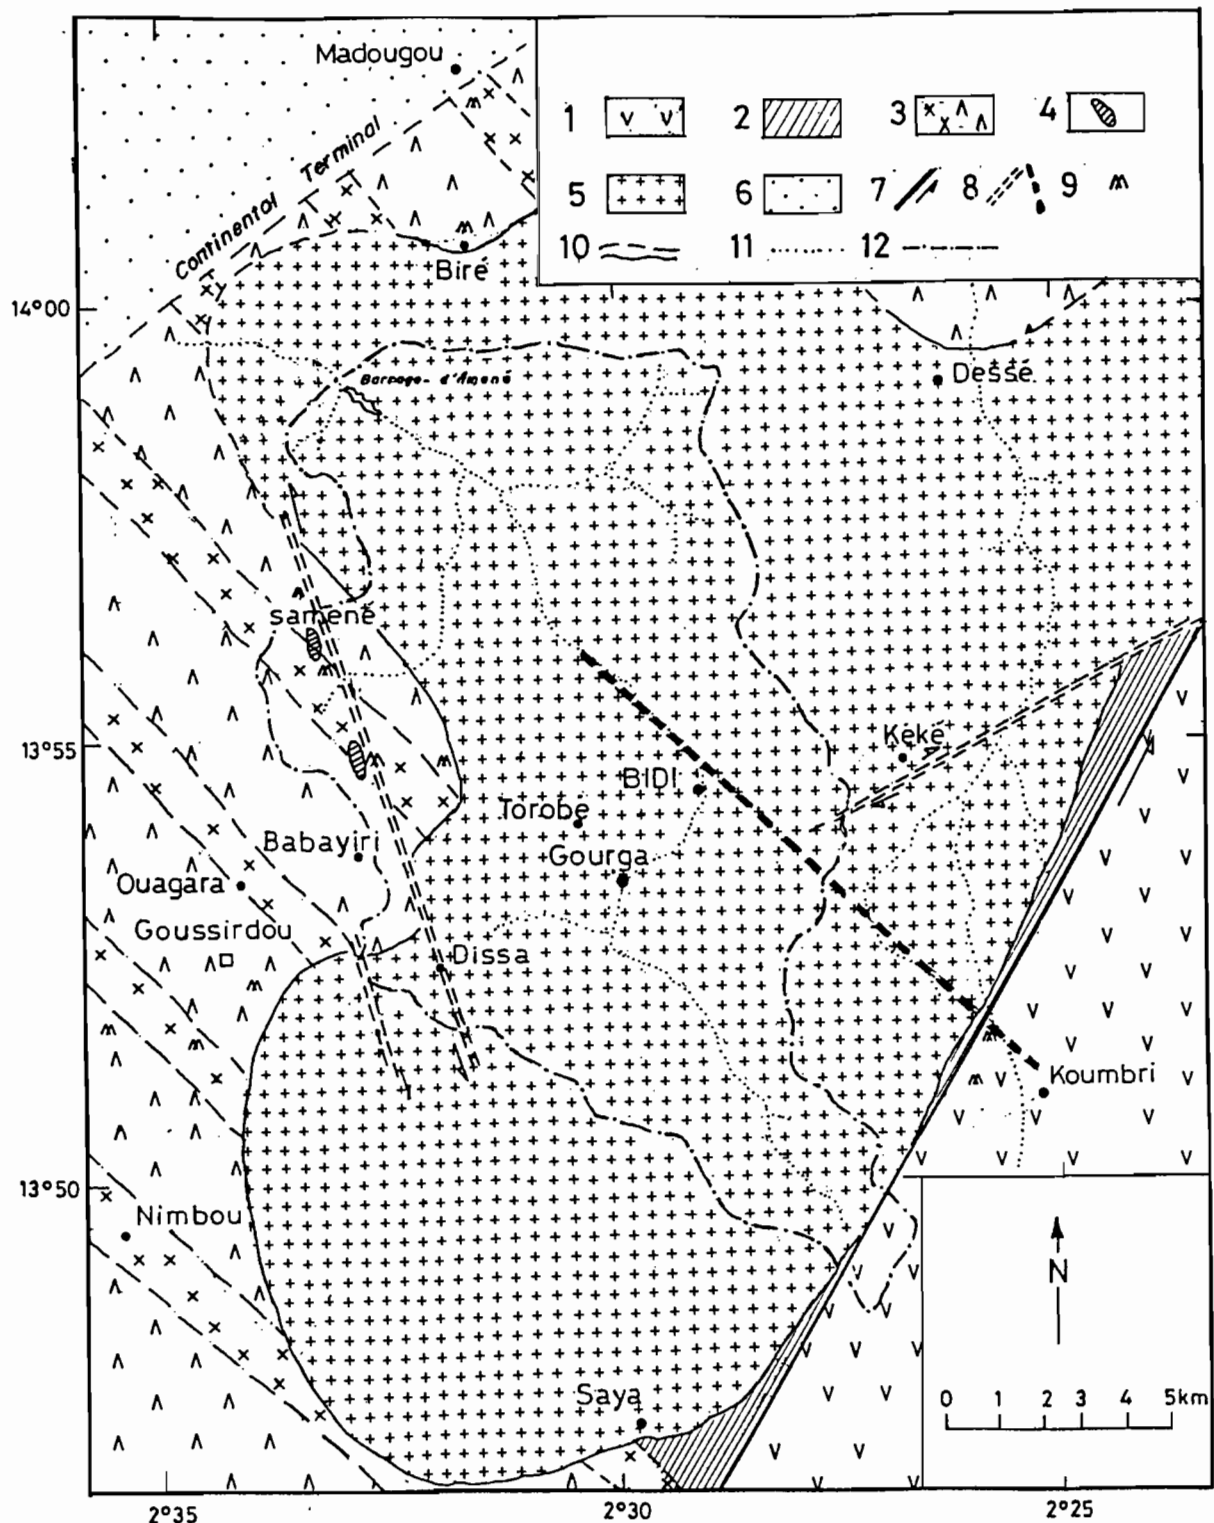 Madougou
Continental Terminal
Biré
1 2 3 4
5 6 7 8 9
10 11 12
14°00
Barrage- d'Amené
Dessé
samené
Kéké
13°55
BIDI
Torobe
Babayiri
Gourga
Ouagara
Goussirdou
Dissa
Koumbri
13°50
Nimbou
N
Saya
0 1 2 3 4 5km
2°35 2°30 2°25